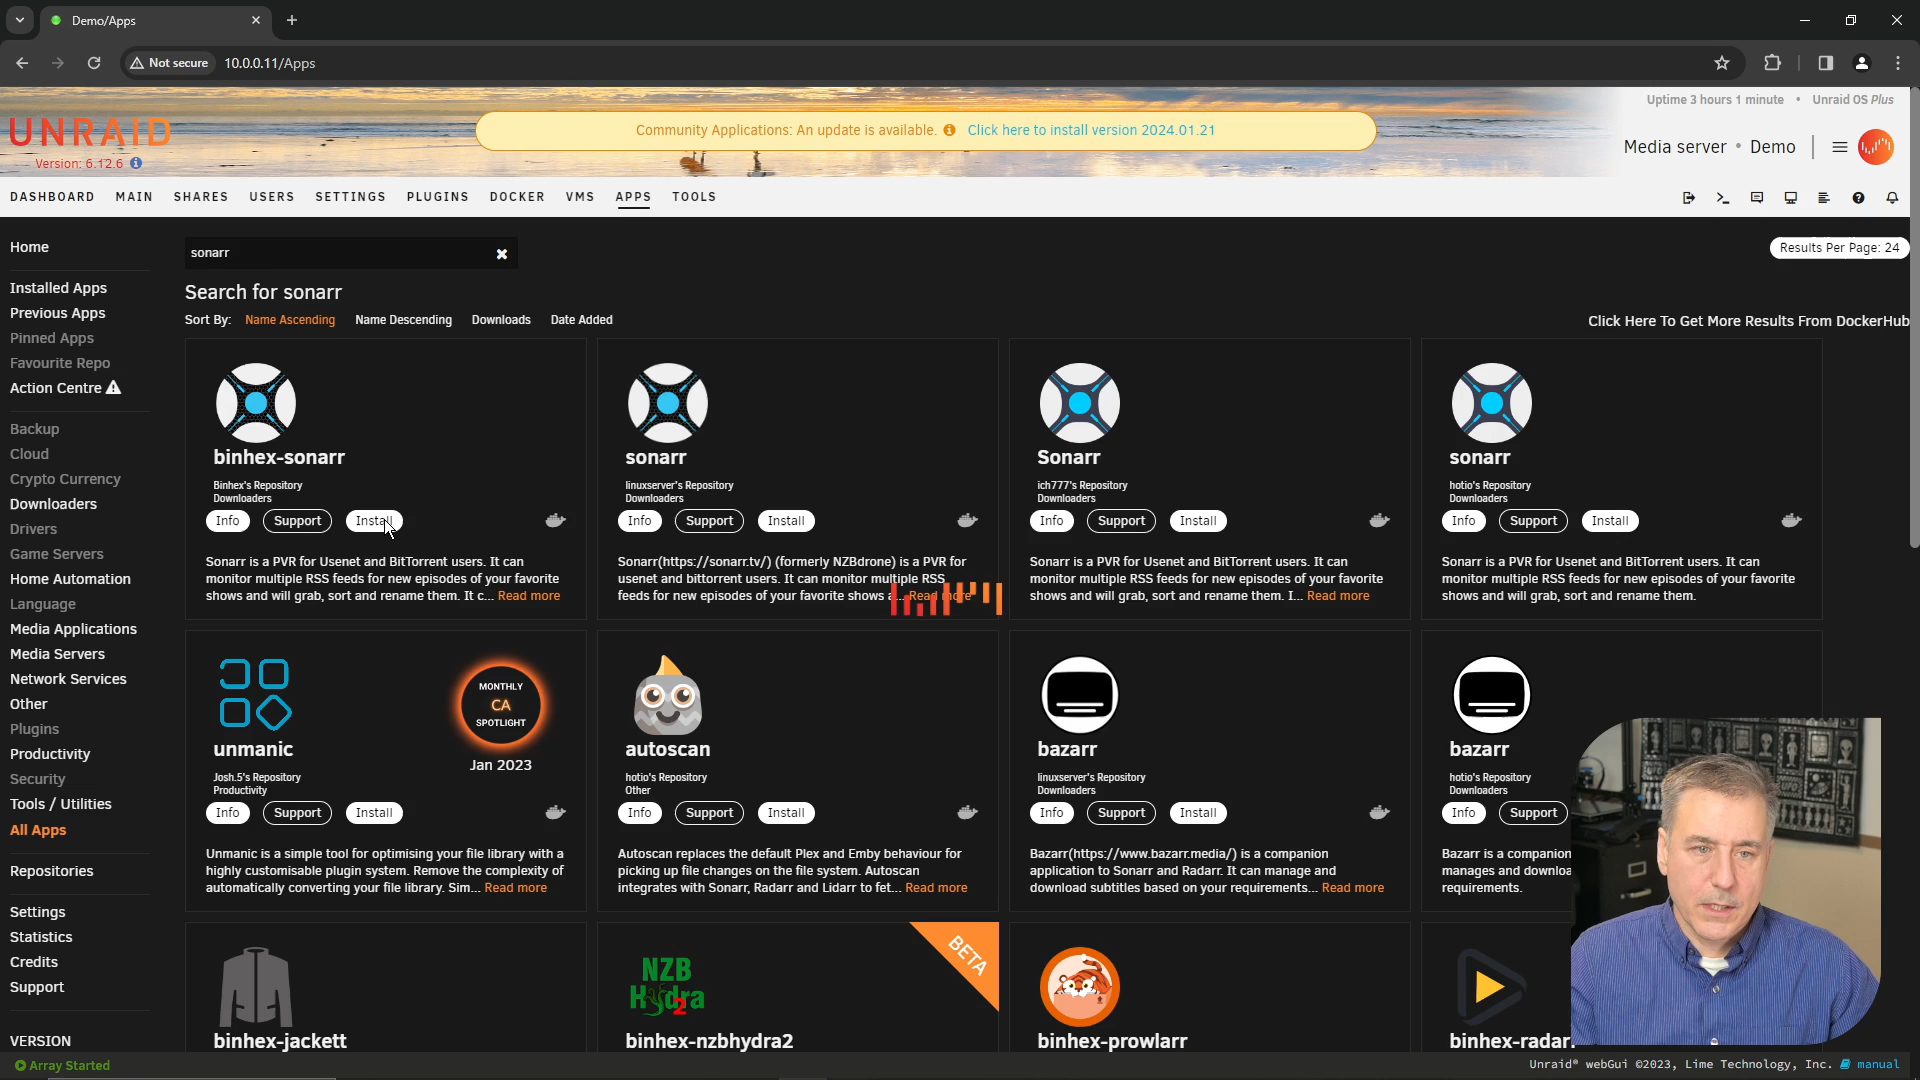 Demo/Apps
Not secure
10.0.0.11/Apps
Uptime 3 hours 1 minute • Unraid OS Plus
UNRAID
Version: 6.12.6
Community Applications: An update is available. Click here to install version 2024.01.21
Media server • Demo
DASHBOARD MAIN SHARES USERS SETTINGS PLUGINS DOCKER VMS APPS TOOLS
Home
Installed Apps
Previous Apps
Pinned Apps
Favourite Repo
Action Centre
Backup
Cloud
Crypto Currency
Downloaders
Drivers
Game Servers
Home Automation
Language
Media Applications
Media Servers
Network Services
Other
Plugins
Productivity
Security
Tools / Utilities
All Apps
Repositories
Settings
Statistics
Credits
Support
VERSION
sonarr
Results Per Page: 24
Search for sonarr
Sort By: Name Ascending Name Descending Downloads Date Added
Click Here To Get More Results From DockerHub
binhex-sonarr
Binhex's Repository
Downloaders
Info Support Install
Sonarr is a PVR for Usenet and BitTorrent users. It can
monitor multiple RSS feeds for new episodes of your favorite
shows and will grab, sort and rename them. It c... Read more
sonarr
linuxserver's Repository
Downloaders
Info Support Install
Sonarr(https://sonarr.tv/) (formerly NZBdrone) is a PVR for
usenet and bittorrent users. It can monitor multiple RSS
feeds for new episodes of your favorite shows a... Read more
Sonarr
ich777's Repository
Downloaders
Info Support Install
Sonarr is a PVR for Usenet and BitTorrent users. It can
monitor multiple RSS feeds for new episodes of your favorite
shows and will grab, sort and rename them. I... Read more
sonarr
hotio's Repository
Downloaders
Info Support Install
Sonarr is a PVR for Usenet and BitTorrent users. It can
monitor multiple RSS feeds for new episodes of your favorite
shows and will grab, sort and rename them.
unmanic
MONTHLY
CA
SPOTLIGHT
Jan 2023
Josh.5's Repository
Productivity
Info Support Install
Unmanic is a simple tool for optimising your file library with a
highly customisable plugin system. Remove the complexity of
automatically converting your file library. Sim... Read more
autoscan
hotio's Repository
Other
Info Support Install
Autoscan replaces the default Plex and Emby behaviour for
picking up file changes on the file system. Autoscan
integrates with Sonarr, Radarr and Lidarr to fet... Read more
bazarr
linuxserver's Repository
Downloaders
Info Support Install
Bazarr(https://www.bazarr.media/) is a companion
application to Sonarr and Radarr. It can manage and
download subtitles based on your requirements... Read more
bazarr
hotio's Repository
Downloaders
Info Support
Bazarr is a companion
manages and downloa
requirements.
binhex-jackett
NZB
Hydra
2
BETA
binhex-nzbhydra2
binhex-prowlarr
binhex-radar
Array Started
Unraid® webGui ©2023, Lime Technology, Inc. manual